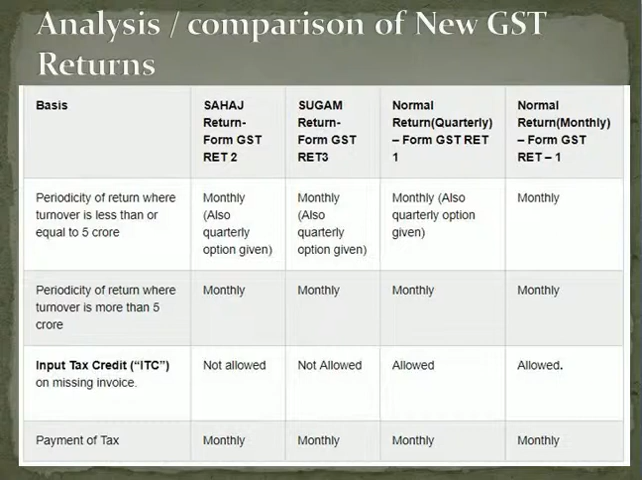 Analysis / comparison of New GST
Returns
Basis
SAHAJ
Return-
Form GST
RET 2
SUGAM
Return-
Form GST
RET3
Normal
Return(Quarterly)
– Form GST RET
1
Normal
Return(Monthly)
– Form GST
RET – 1
Periodicity of return where
turnover is less than or
equal to 5 crore
Monthly
(Also
quarterly
option given)
Monthly
(Also
quarterly
option given)
Monthly (Also
quarterly option
given)
Monthly
Periodicity of return where
turnover is more than 5
crore
Monthly
Monthly
Monthly
Monthly
Input Tax Credit (“ITC”)
on missing invoice.
Not allowed
Not Allowed
Allowed
Allowed.
Payment of Tax
Monthly
Monthly
Monthly
Monthly